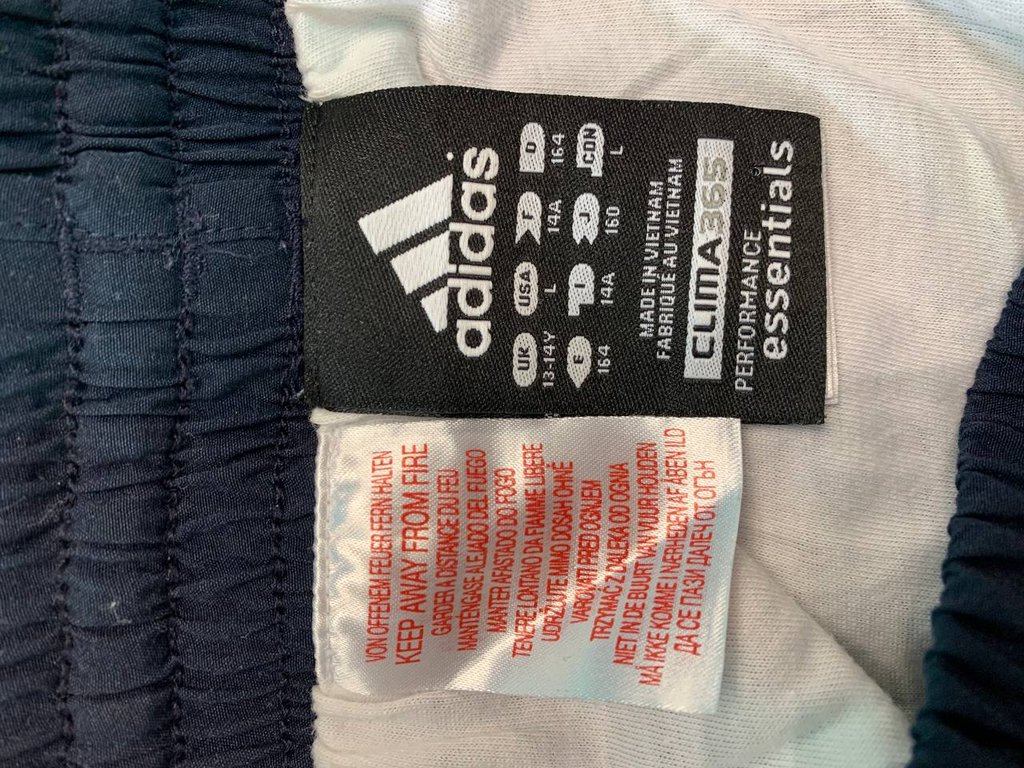 adidas
UK USA F D
13-14Y L 14A 164
E I J CDN
164 14A 160 L
MADE IN VIETNAM
FABRIQUÉ AU VIETNAM
CLIMA365
PERFORMANCE
essentials
VON OFFENEM FEUER FERN HALTEN
KEEP AWAY FROM FIRE
GARDER A DISTANCE DU FEU
MANTENGASE ALEJADO DEL FUEGO
MANTER AFASTADO DO FOGO
TENERE LONTANO DA FIAMME LIBERE
UDRŽUJTE MIMO DOSAH OHNĚ
VAROVATI PRED OGNJEM
TRZYMAĆ Z DALEKA OD OGNIA
NIET IN DE BUURT VAN VUUR HOUDEN
MÅ IKKE KOMME I NÆRHEDEN AF ÅBEN ILD
ДА СЕ ПАЗИ ДАЛЕЧ ОТ ОГЪН